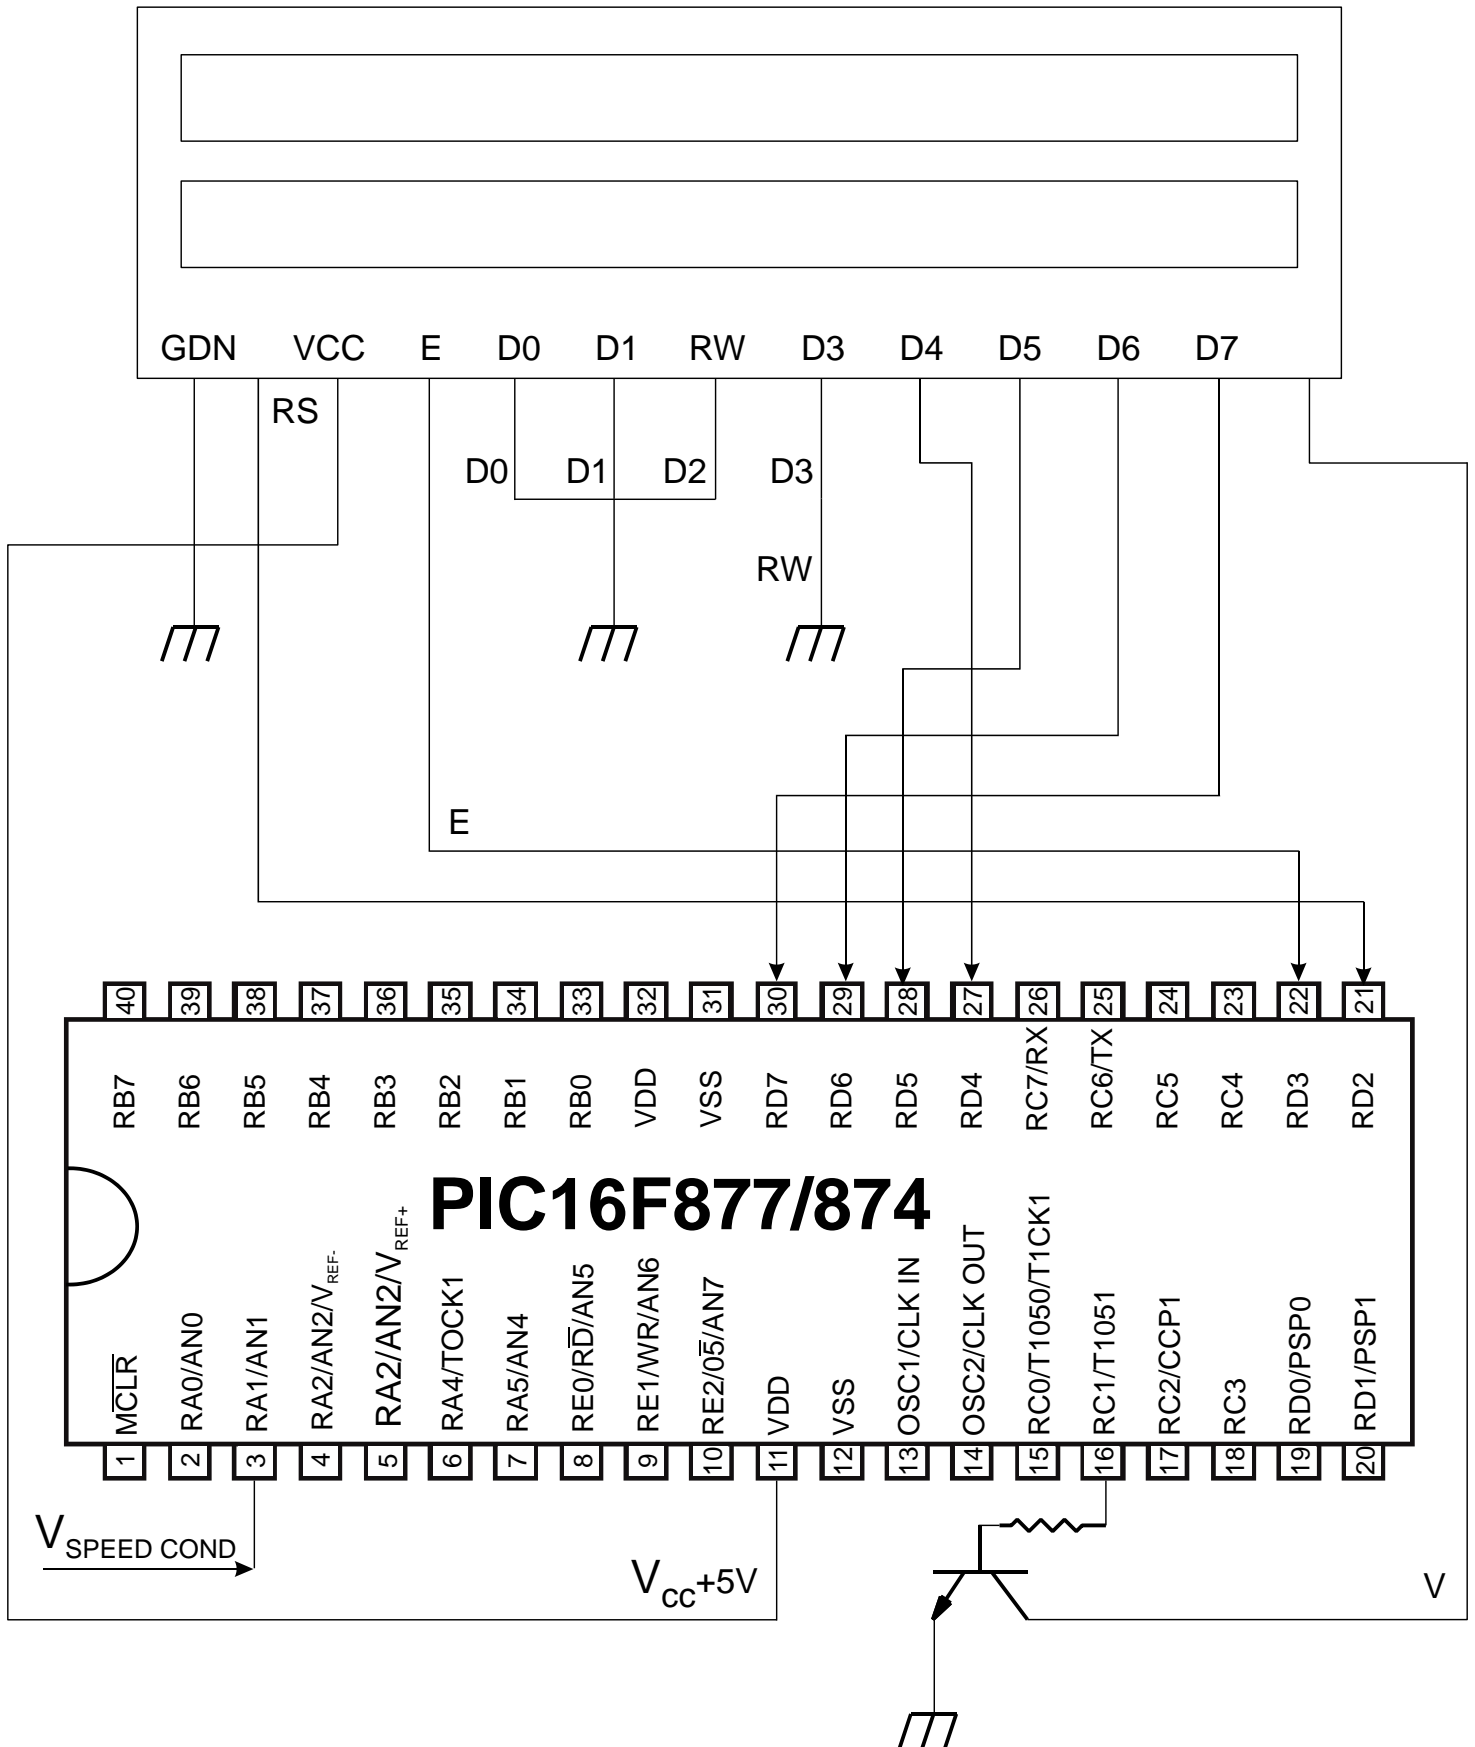 GDN VCC E D0 D1 RW D3 D4 D5 D6 D7
RS
D0 D1 D2 D3
RW
E
40 39 38 37 36 35 34 33 32 31 30 29 28 27 26 25 24 23 22 21
RB7 RB6 RB5 RB4 RB3 RB2 RB1 RB0 VDD VSS RD7 RD6 RD5 RD4 RC7/RX RC6/TX RC5 RC4 RD3 RD2
PIC16F877/874
MCLR
RA0/AN0
RA1/AN1
RA2/AN2/VREF-
RA2/AN2/VREF+
RA4/TOCK1
RA5/AN4
RE0/RD/AN5
RE1/WR/AN6
RE2/05/AN7
VDD
VSS
OSC1/CLK IN
OSC2/CLK OUT
RC0/T1050/T1CK1
RC1/T1051
RC2/CCP1
RC3
RD0/PSP0
RD1/PSP1
1 2 3 4 5 6 7 8 9 10 11 12 13 14 15 16 17 18 19 20
VSPEED COND
Vcc+5V
V